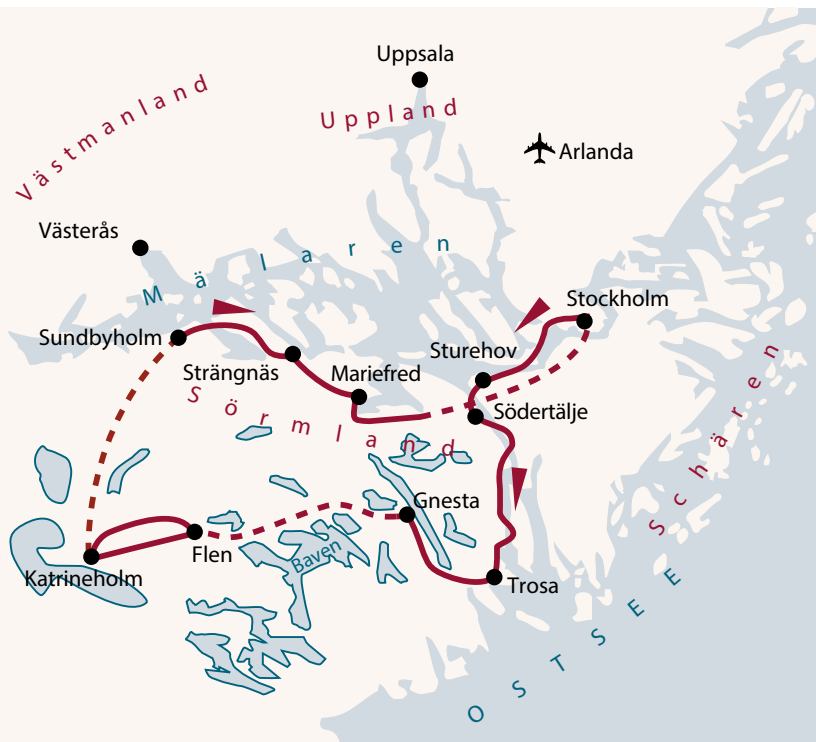 Uppsala
Västmanland
Uppland
Arlanda
Västerås
Mälaren
Stockholm
Sundbyholm
Sturehov
Strängnäs
Mariefred
Schären
Sörmland
Södertälje
Gnesta
Flen
Baven
Katrineholm
Trosa
OSTSEE